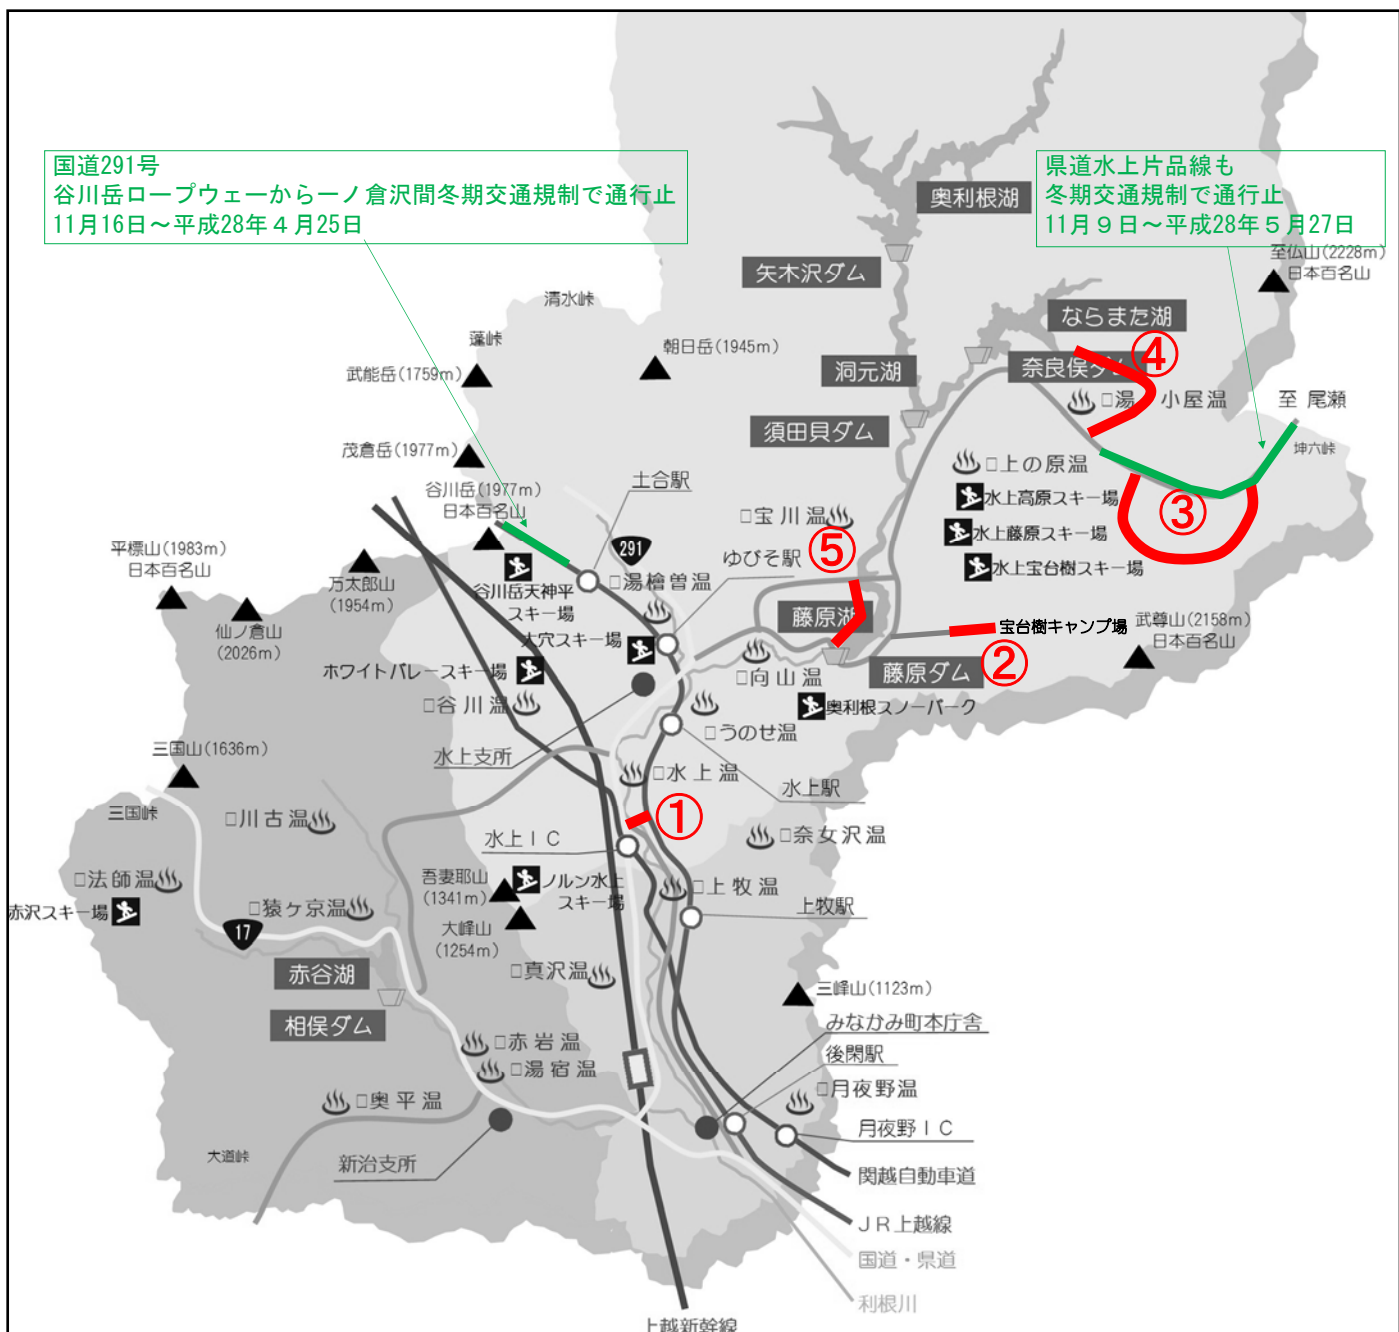 国道291号
谷川岳ロープウェーから一ノ倉沢間冬期交通規制で通行止
11月16日～平成28年４月25日
県道水上片品線も
冬期交通規制で通行止
11月９日～平成28年５月27日
奥利根湖
矢木沢ダム
至仏山(2228m)
日本百名山
清水峠
ならまた湖
蓬峠
朝日岳(1945m)
④
武能岳(1759m)
洞元湖
奈良俣ダム
□湯ノ小屋温
至 尾瀬
須田貝ダム
坤六峠
茂倉岳(1977m)
□上の原温
土合駅
谷川岳(1977m)
日本百名山
水上高原スキー場
③
□宝川温
水上藤原スキー場
平標山(1983m)
日本百名山
291
⑤
ゆびそ駅
水上宝台樹スキー場
万太郎山
(1954m)
谷川岳天神平
スキー場
□湯檜曽温
藤原湖
宝台樹キャンプ場
武尊山(2158m)
日本百名山
仙ノ倉山
(2026m)
大穴スキー場
②
ホワイトバレースキー場
□向山温
藤原ダム
□谷川温
奥利根スノーパーク
□うのせ温
三国山(1636m)
水上支所
□水上温
水上駅
三国峠
□川古温
①
水上ＩＣ
□奈女沢温
□法師温
吾妻耶山
(1341m)
ノルン水上
スキー場
□上牧温
赤沢スキー場
□猿ヶ京温
上牧駅
17
大峰山
(1254m)
赤谷湖
□真沢温
三峰山(1123m)
相俣ダム
みなかみ町本庁舎
□赤岩温
後閑駅
□湯宿温
□月夜野温
□奥平温
月夜野ＩＣ
大道峠
新治支所
関越自動車道
ＪＲ上越線
国道・県道
利根川
上越新幹線